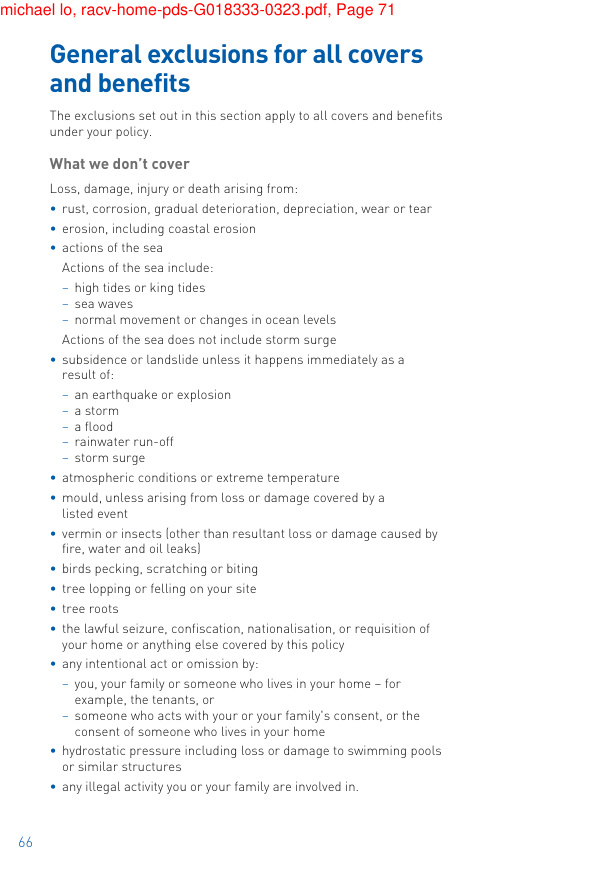 michael lo, racv-home-pds-G018333-0323.pdf, Page 71
General exclusions for all covers
and benefits
The exclusions set out in this section apply to all covers and benefits
under your policy.
What we don’t cover
Loss, damage, injury or death arising from:
• rust, corrosion, gradual deterioration, depreciation, wear or tear
• erosion, including coastal erosion
• actions of the sea
Actions of the sea include:
– high tides or king tides
– sea waves
– normal movement or changes in ocean levels
Actions of the sea does not include storm surge
• subsidence or landslide unless it happens immediately as a
result of:
– an earthquake or explosion
– a storm
– a flood
– rainwater run-off
– storm surge
• atmospheric conditions or extreme temperature
• mould, unless arising from loss or damage covered by a
listed event
• vermin or insects (other than resultant loss or damage caused by
fire, water and oil leaks)
• birds pecking, scratching or biting
• tree lopping or felling on your site
• tree roots
• the lawful seizure, confiscation, nationalisation, or requisition of
your home or anything else covered by this policy
• any intentional act or omission by:
– you, your family or someone who lives in your home – for
example, the tenants, or
– someone who acts with your or your family's consent, or the
consent of someone who lives in your home
• hydrostatic pressure including loss or damage to swimming pools
or similar structures
• any illegal activity you or your family are involved in.
66